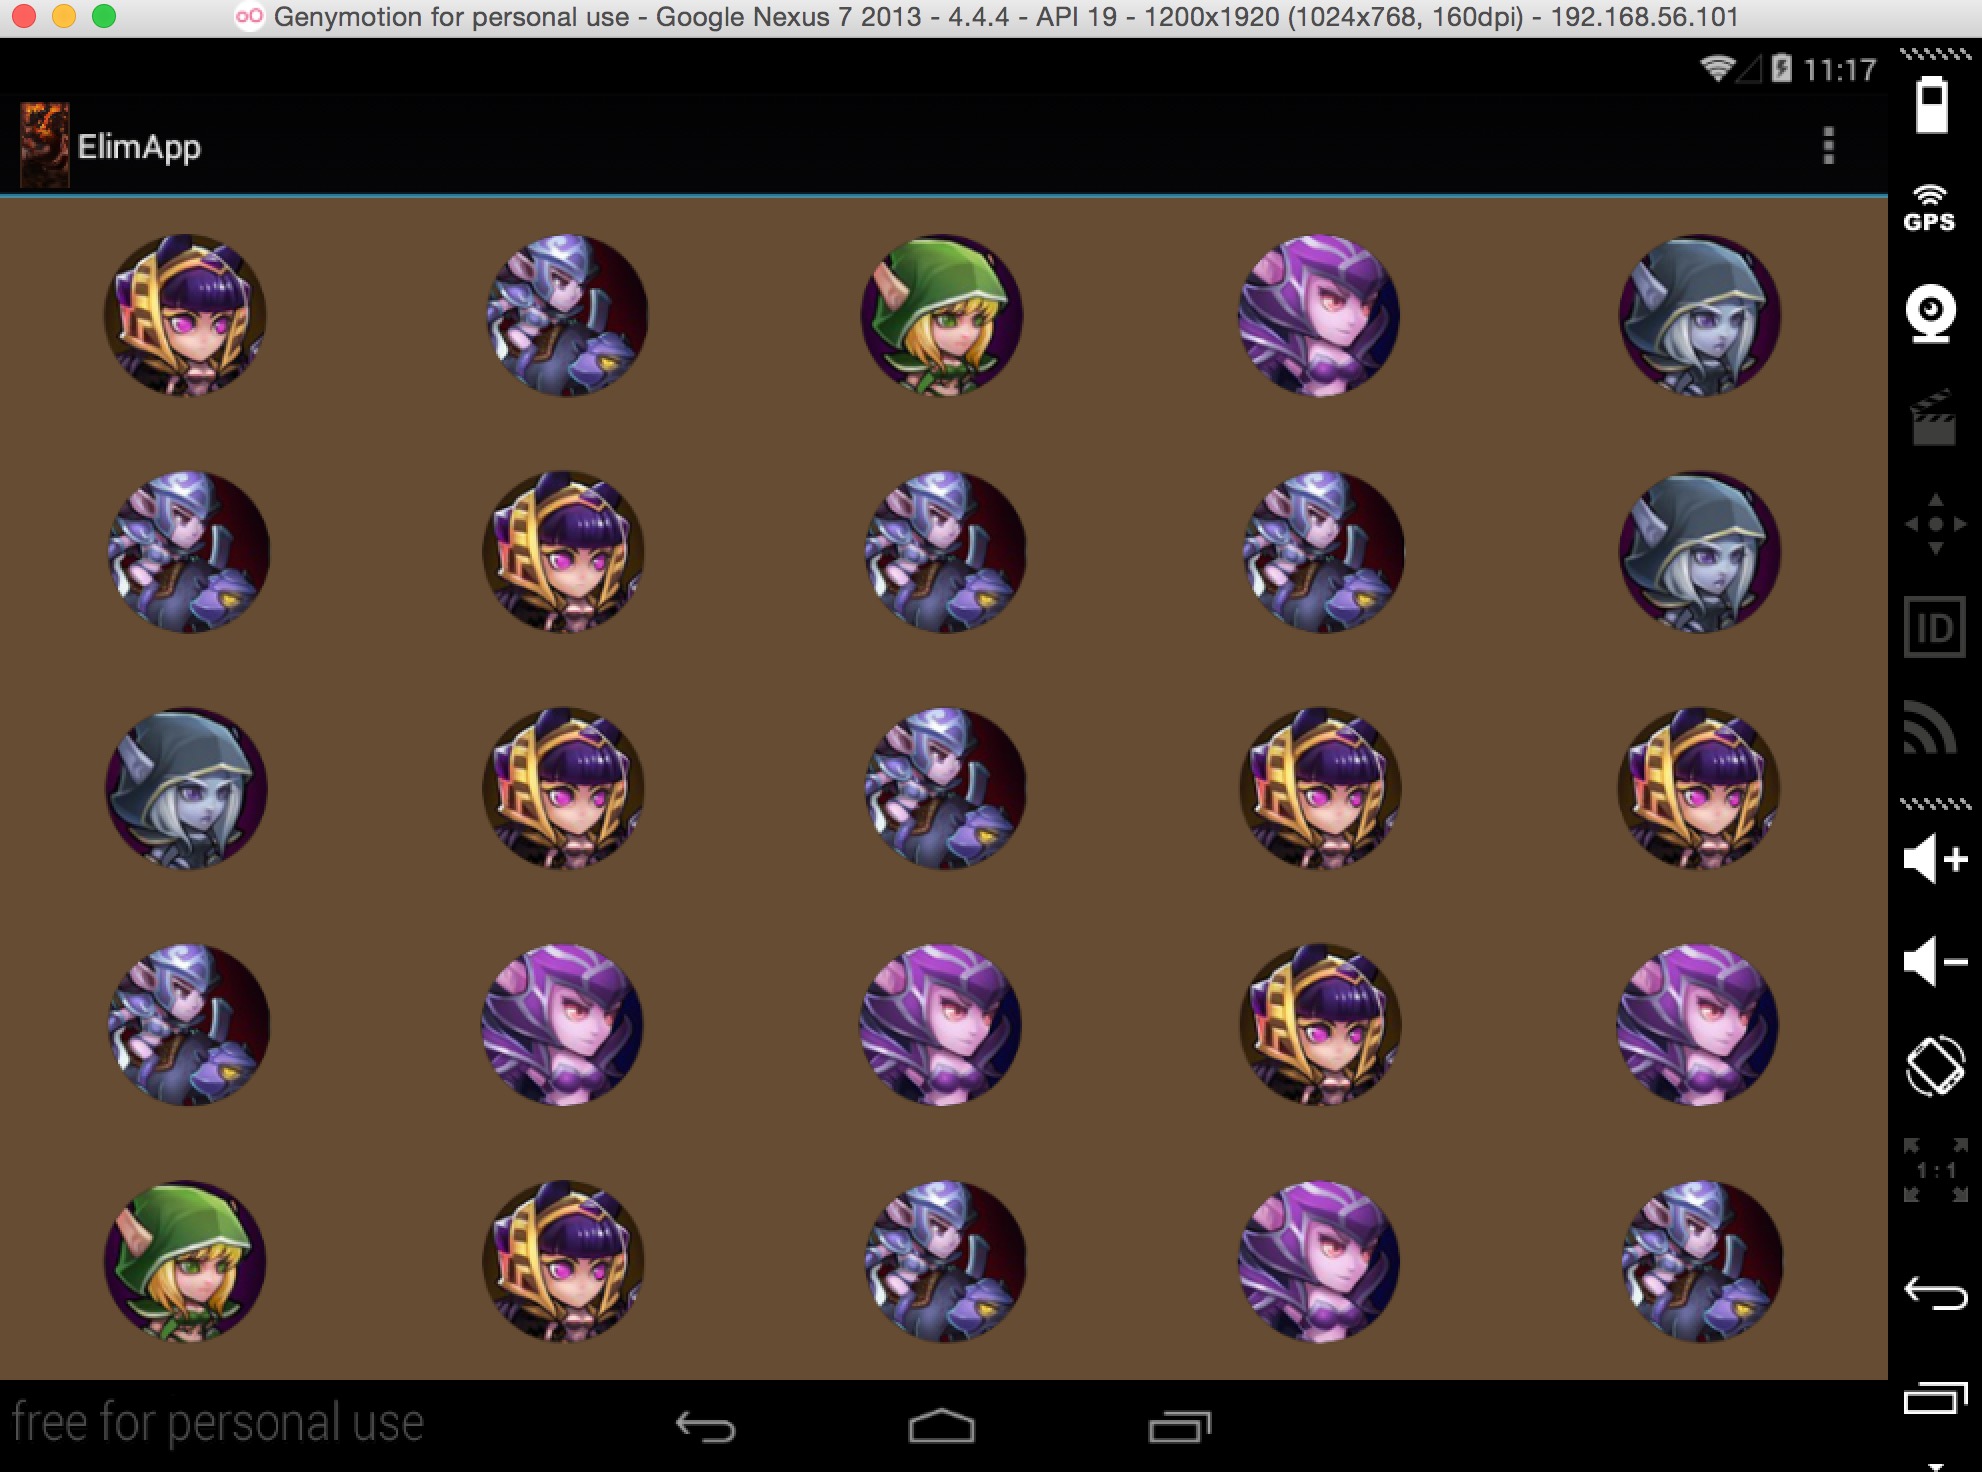 Genymotion for personal use - Google Nexus 7 2013 - 4.4.4 - API 19 - 1200x1920 (1024x768, 160dpi) - 192.168.56.101
11:17
ElimApp
GPS
ID
1:1
free for personal use